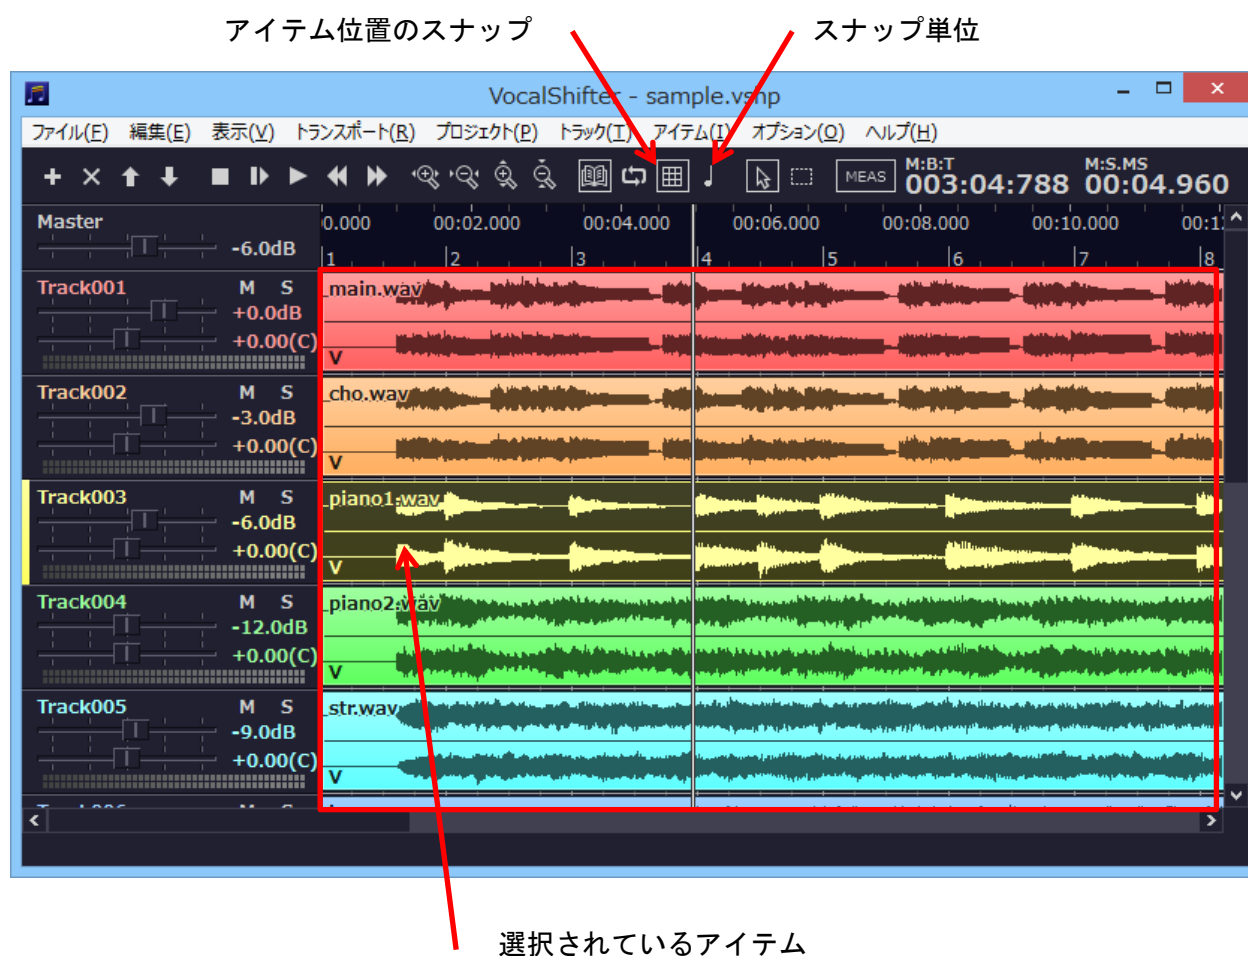 アイテム位置のスナップ
スナップ単位
VocalShifter - sample.vshp
ファイル(F) 編集(E) 表示(V) トランスポート(R) プロジェクト(P) トラック(T) アイテム(I) オプション(O) ヘルプ(H)
MEAS M:B:T 003:04:788 M:S.MS 00:04.960
Master
-6.0dB
0.000 00:02.000 00:04.000 00:06.000 00:08.000 00:10.000 00:1
1 2 3 4 5 6 7 8
Track001 M S _main.wav
+0.0dB
+0.00(C) V
Track002 M S _cho.wav
-3.0dB
+0.00(C) V
Track003 M S _piano1.wav
-6.0dB
+0.00(C) V
Track004 M S _piano2.wav
-12.0dB
+0.00(C) V
Track005 M S _str.wav
-9.0dB
+0.00(C) V
選択されているアイテム